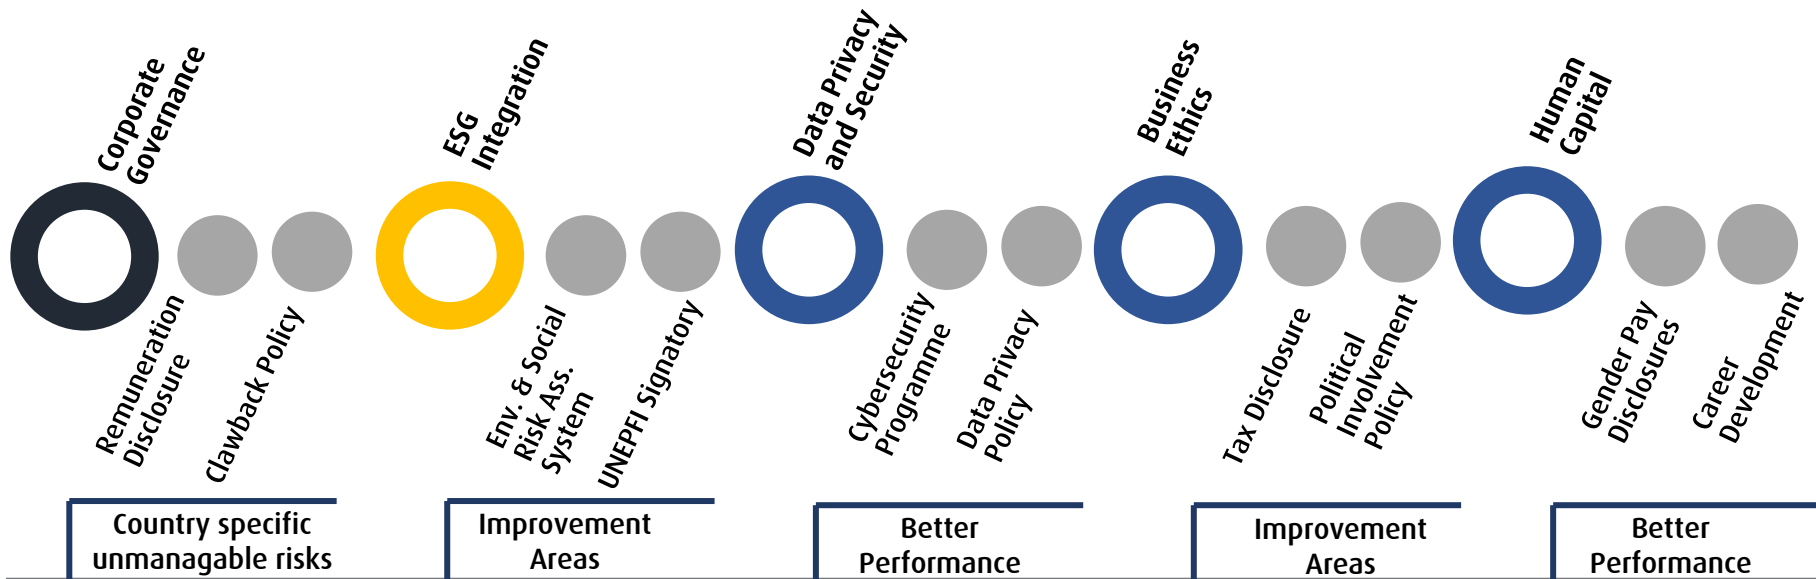 Corporate
Governance
ESG
Integration
Data Privacy
and Security
Business
Ethics
Human
Capital
Remuneration
Disclosure
Clawback Policy
Env. & Social
Risk Ass.
System
UNEPFI Signatory
Cybersecurity
Programme
Data Privacy
Policy
Tax Disclosure
Political
Involvement
Policy
Gender Pay
Disclosures
Career
Development
Country specific
unmanagable risks
Improvement
Areas
Better
Performance
Improvement
Areas
Better
Performance